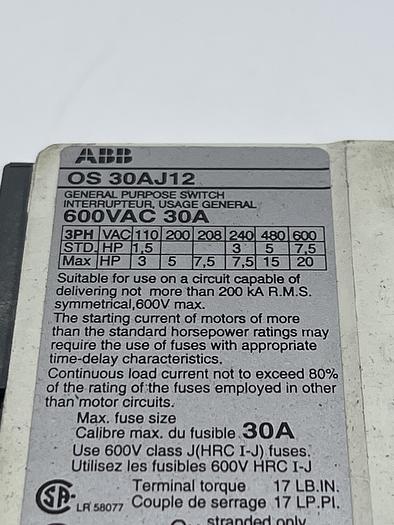 ABB
OS 30AJ12
GENERAL PURPOSE SWITCH
INTERRUPTEUR, USAGE GENERAL
600VAC 30A
3PH VAC 110 200 208 240 480 600
STD. HP 1,5 3 5 7,5
Max HP 3 5 7,5 7,5 15 20
Suitable for use on a circuit capable of
delivering not more than 200 kA R.M.S.
symmetrical,600V max.
The starting current of motors of more
than the standard horsepower ratings may
require the use of fuses with appropriate
time-delay characteristics.
Continuous load current not to exceed 80%
of the rating of the fuses employed in other
than motor circuits.
Max. fuse size
Calibre max. du fusible 30A
Use 600V class J(HRC I-J) fuses.
Utilisez les fusibles 600V HRC I-J
SA LR 58077
Terminal torque 17 LB.IN.
Couple de serrage 17 LP.PI.
stranded only